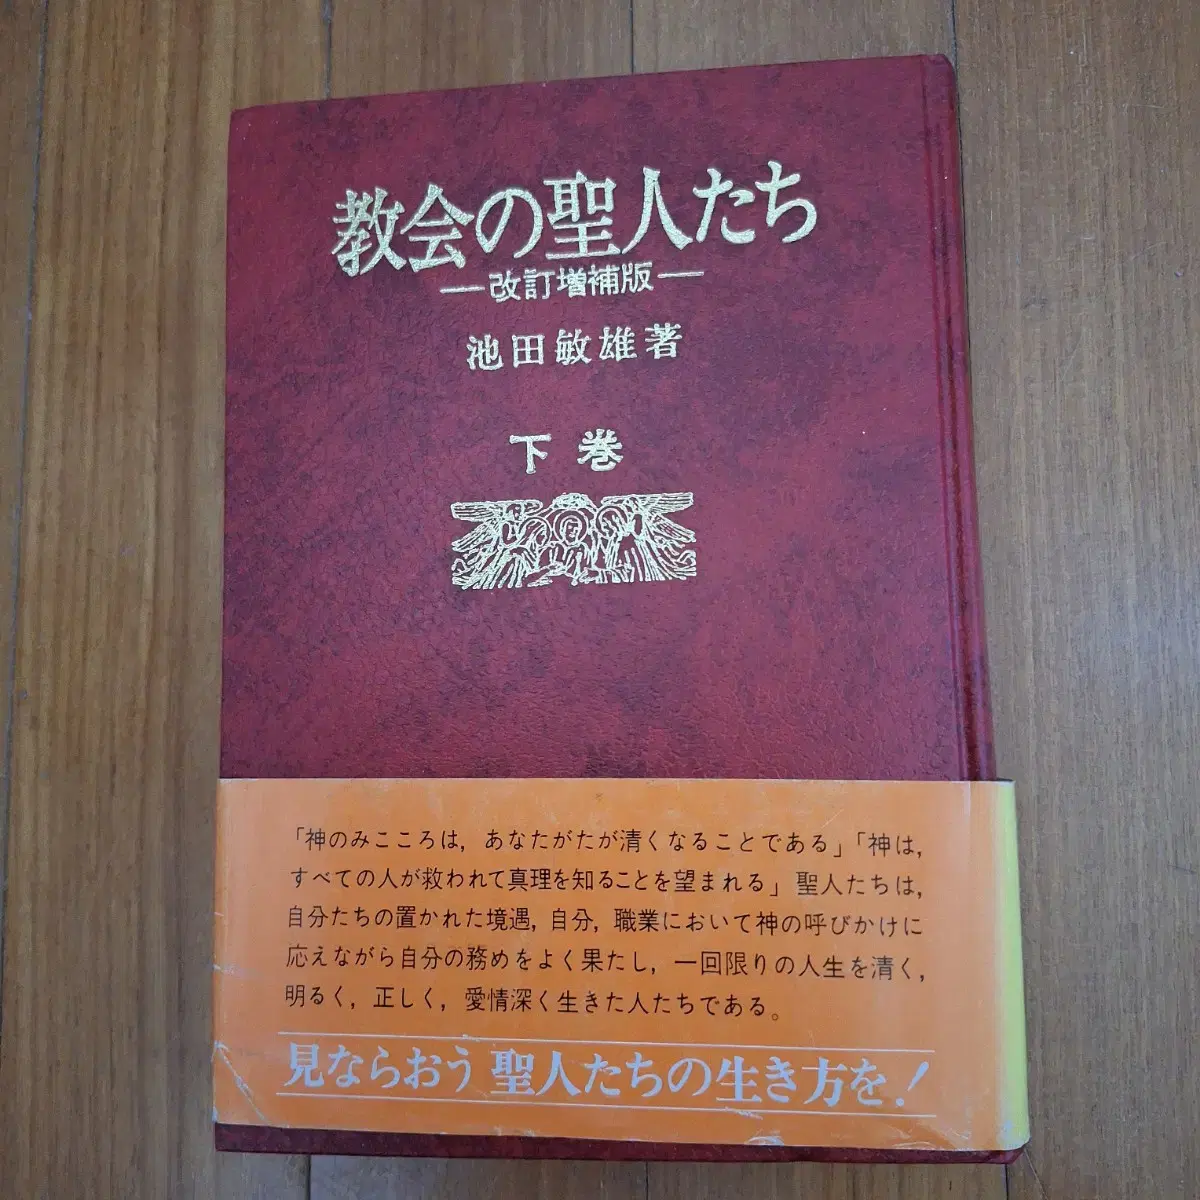 教会の聖人たち
—改訂増補版—
池田敏雄著
下巻
「神のみこころは,あなたがたが清くなることである」「神は,
すべての人が救われて真理を知ることを望まれる」聖人たちは,
自分たちの置かれた境遇,自分,職業において神の呼びかけに
応えながら自分の務めをよく果たし,一回限りの人生を清く,
明るく,正しく,愛情深く生きた人たちである。
見ならおう 聖人たちの生き方を!